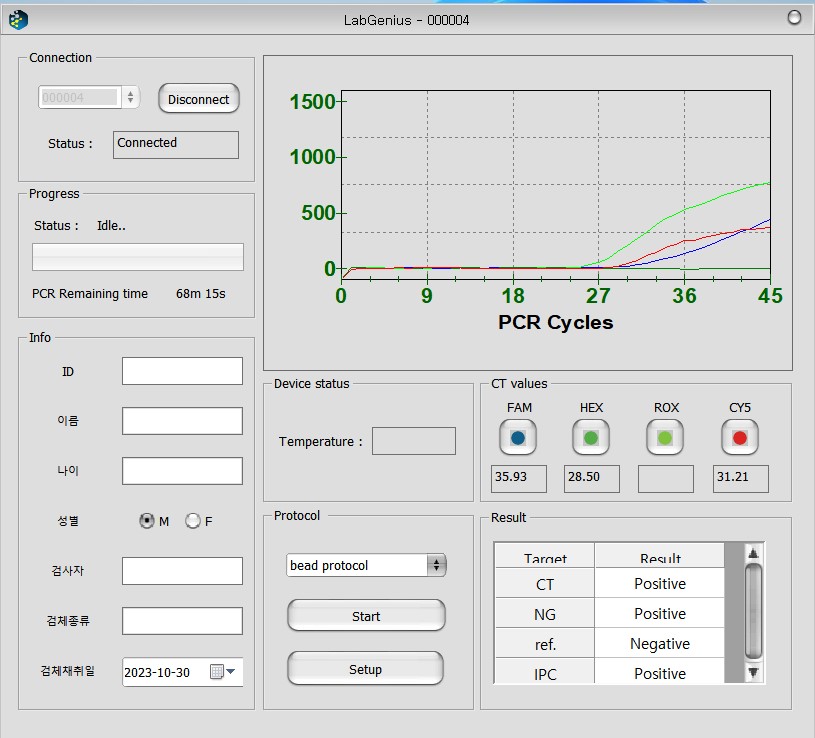 LabGenius - 000004
Connection
000004
Disconnect
Status :
Connected
Progress
Status :
Idle..
PCR Remaining time
68m 15s
Info
ID
이름
나이
성별
M
F
검사자
검체종류
검체채취일
2023-10-30
1500
1000
500
0
0
9
18
27
36
45
PCR Cycles
Device status
Temperature :
CT values
FAM
HEX
ROX
CY5
35.93
28.50
31.21
Protocol
bead protocol
Start
Setup
Result
Target
Result
CT
Positive
NG
Positive
ref.
Negative
IPC
Positive